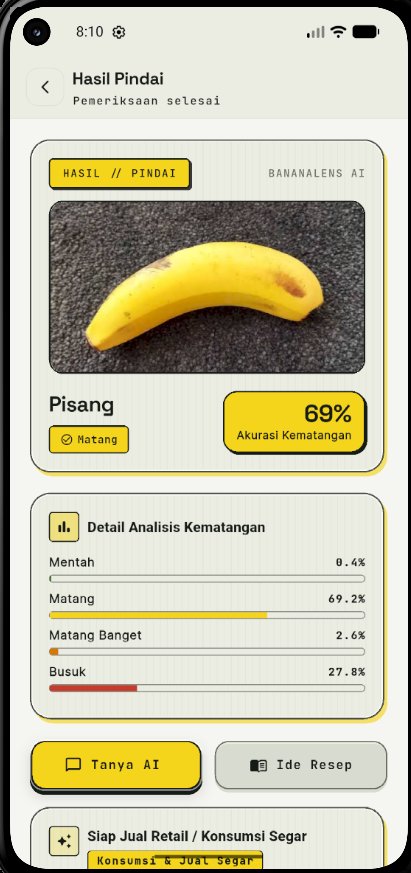 8:10
Hasil Pindai
Pemeriksaan selesai
HASIL // PINDAI
BANANALENS AI
Pisang
69%
Matang
Akurasi Kematangan
Detail Analisis Kematangan
Mentah 0.4%
Matang 69.2%
Matang Banget 2.6%
Busuk 27.8%
Tanya AI
Ide Resep
Siap Jual Retail / Konsumsi Segar
Konsumsi & Jual Segar